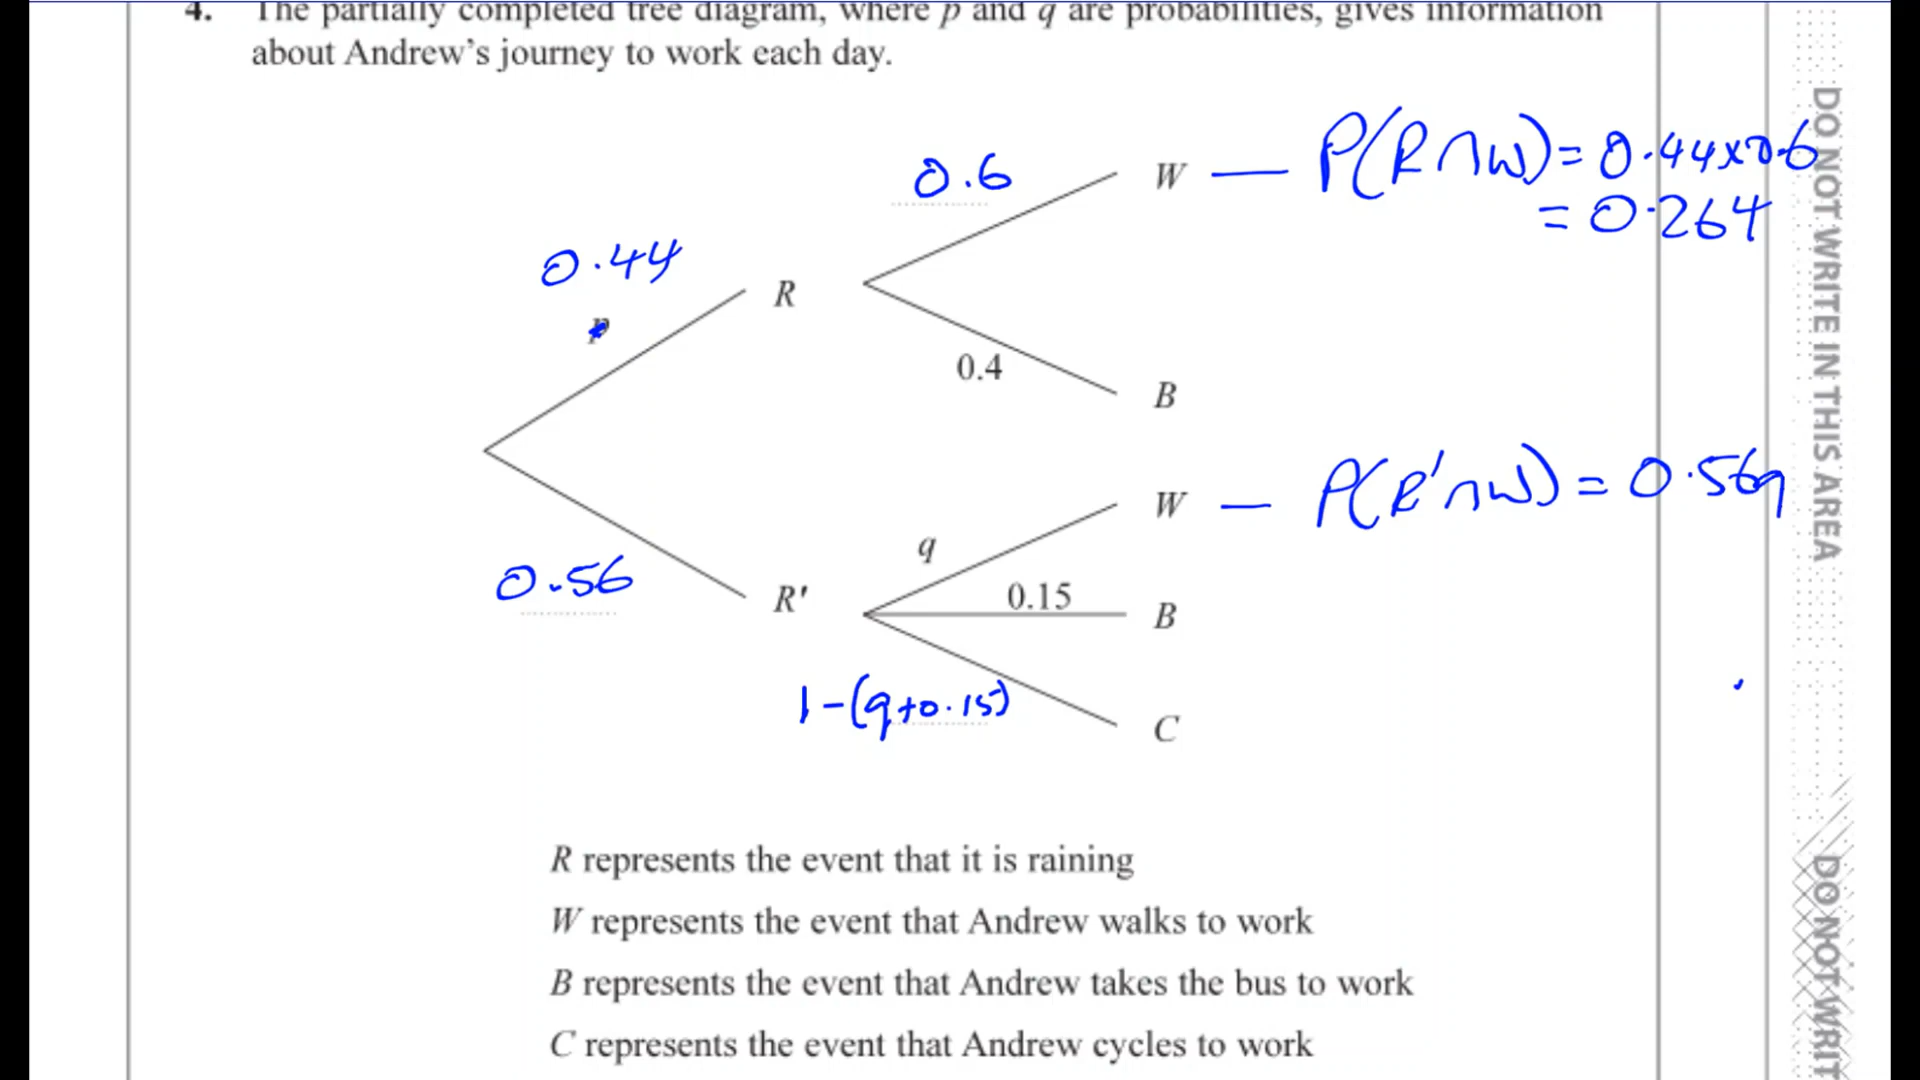 4. The partially completed tree diagram, where p and q are probabilities, gives information
about Andrew's journey to work each day.
0.6
W — P(R∩W) = 0.44×0.6
= 0.264
0.44
p
R
0.4
B
W — P(R'∩W) = 0.56q
q
0.56
R'
0.15
B
1-(q+0.15)
C
R represents the event that it is raining
W represents the event that Andrew walks to work
B represents the event that Andrew takes the bus to work
C represents the event that Andrew cycles to work
DO NOT WRITE IN THIS AREA
DO NOT WRIT